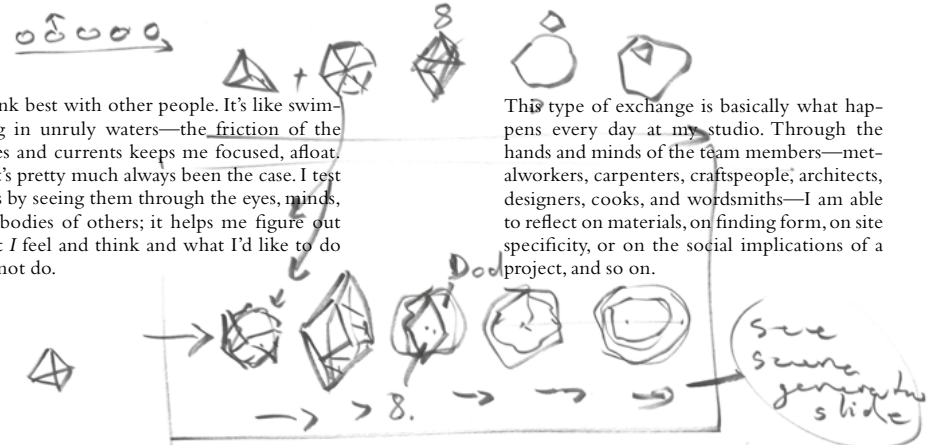 8
nk best with other people. It's like swim-
g in unruly waters—the friction of the
es and currents keeps me focused, afloat.
t's pretty much always been the case. I test
s by seeing them through the eyes, minds,
bodies of others; it helps me figure out
t I feel and think and what I'd like to do
not do.
This type of exchange is basically what hap-
pens every day at my studio. Through the
hands and minds of the team members—met-
alworkers, carpenters, craftspeople, architects,
designers, cooks, and wordsmiths—I am able
to reflect on materials, on finding form, on site
specificity, or on the social implications of a
project, and so on.
Dod
8.
see
generator
slide